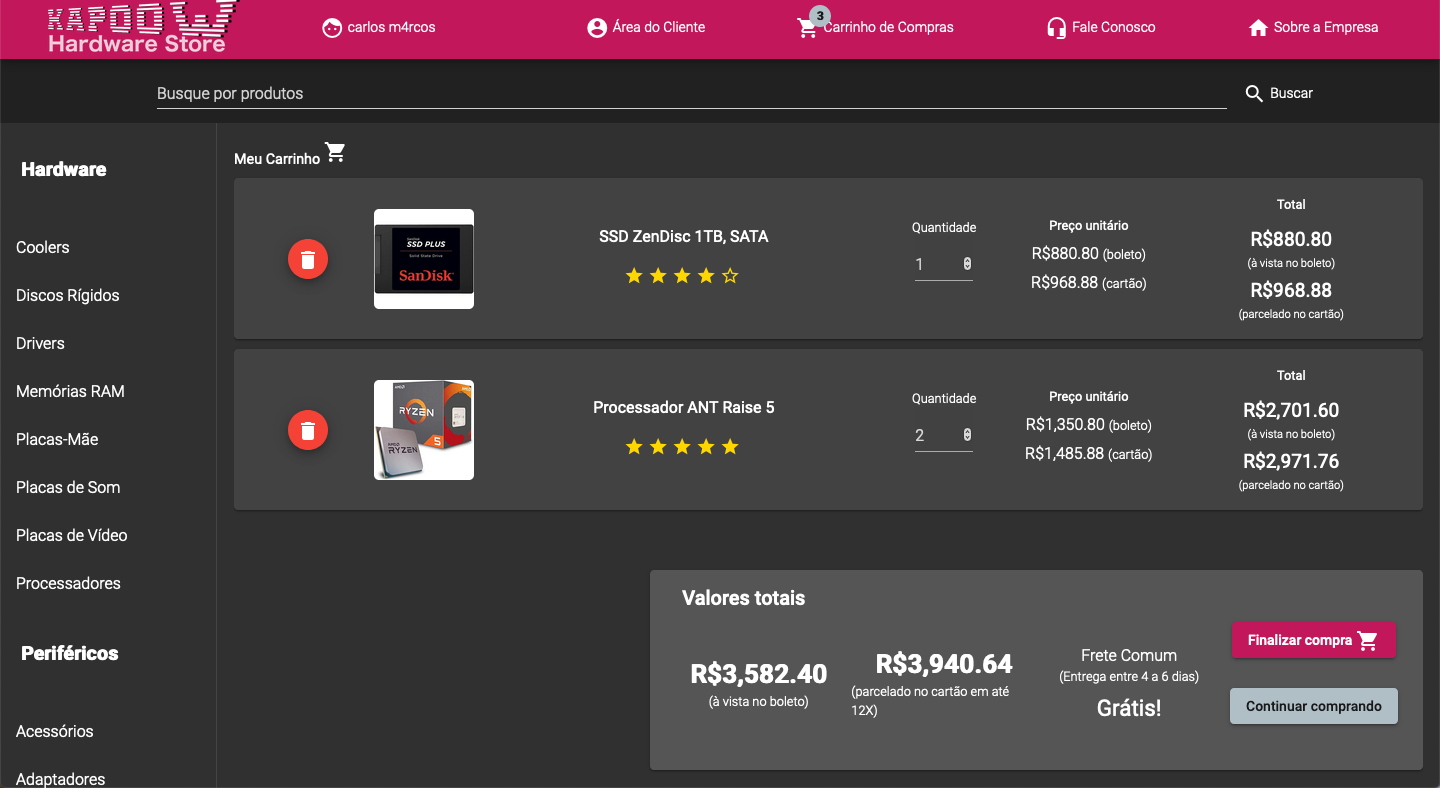 KAPOOW
Hardware Store
carlos m4rcos
Área do Cliente
3
Carrinho de Compras
Fale Conosco
Sobre a Empresa
Busque por produtos
Buscar
Hardware
Coolers
Discos Rígidos
Drivers
Memórias RAM
Placas-Mãe
Placas de Som
Placas de Vídeo
Processadores
Periféricos
Acessórios
Adaptadores
Meu Carrinho
SSD PLUS
Solid State Drive
SanDisk
SSD ZenDisc 1TB, SATA
Quantidade
1
Preço unitário
R$880.80 (boleto)
R$968.88 (cartão)
Total
R$880.80
(à vista no boleto)
R$968.88
(parcelado no cartão)
RYZEN
5
AMD
RYZEN
Processador ANT Raise 5
Quantidade
2
Preço unitário
R$1,350.80 (boleto)
R$1,485.88 (cartão)
Total
R$2,701.60
(à vista no boleto)
R$2,971.76
(parcelado no cartão)
Valores totais
R$3,582.40
(à vista no boleto)
R$3,940.64
(parcelado no cartão em até
12X)
Frete Comum
(Entrega entre 4 a 6 dias)
Grátis!
Finalizar compra
Continuar comprando